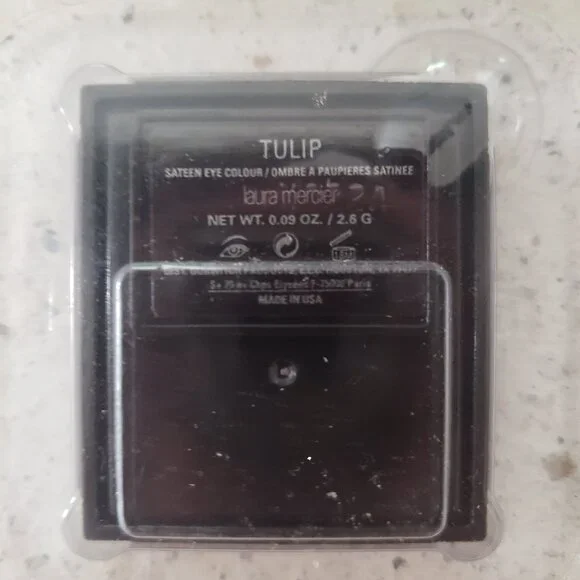 TULIP
SATEEN EYE COLOUR / OMBRE A PAUPIERES SATINEE
laura mercier
NET WT. 0.09 OZ. / 2.6 G
Paris
MADE IN USA